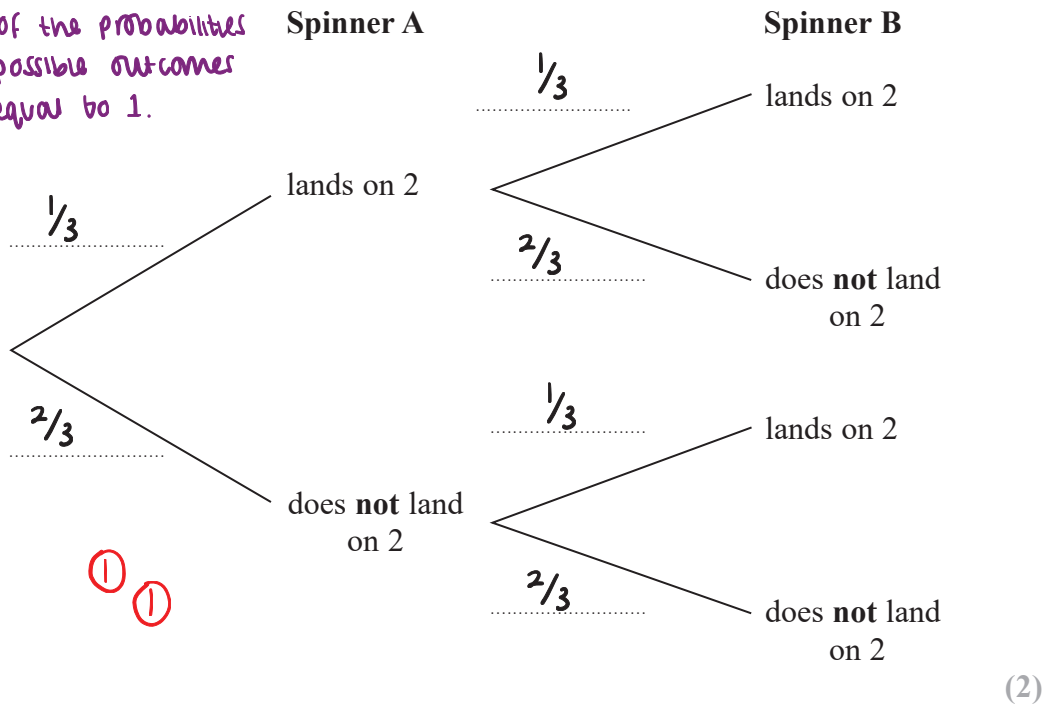 of the probabilities
possible outcomes
equal to 1.
Spinner A
Spinner B
1/3
lands on 2
lands on 2
1/3
2/3
does not land
on 2
1/3
lands on 2
2/3
does not land
on 2
2/3
does not land
on 2
1
1
(2)